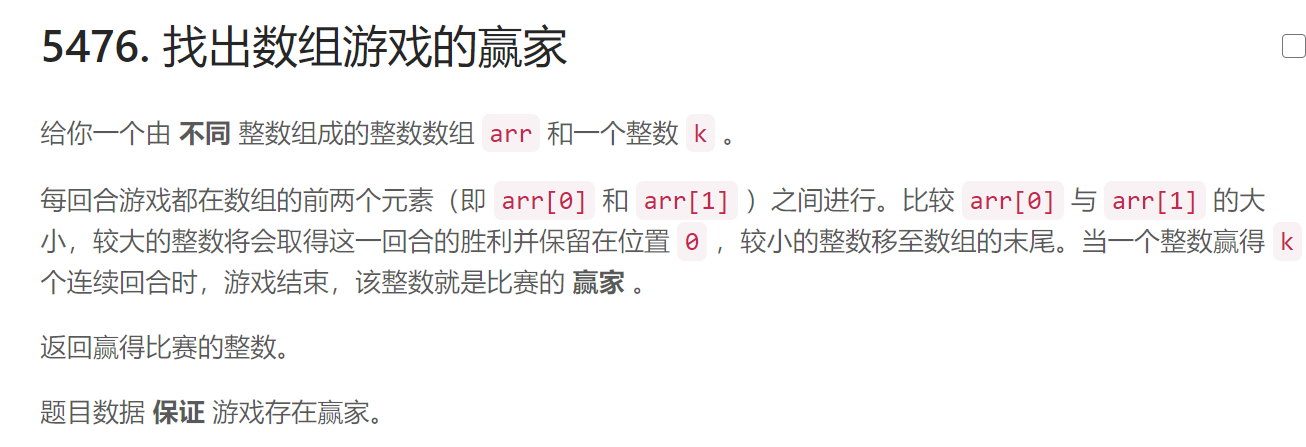 5476. 找出数组游戏的赢家
给你一个由 不同 整数组成的整数数组 arr 和一个整数 k 。
每回合游戏都在数组的前两个元素（即 arr[0] 和 arr[1] ）之间进行。比较 arr[0] 与 arr[1] 的大
小，较大的整数将会取得这一回合的胜利并保留在位置 0 ，较小的整数移至数组的末尾。当一个整数赢得 k
个连续回合时，游戏结束，该整数就是比赛的 赢家 。
返回赢得比赛的整数。
题目数据 保证 游戏存在赢家。